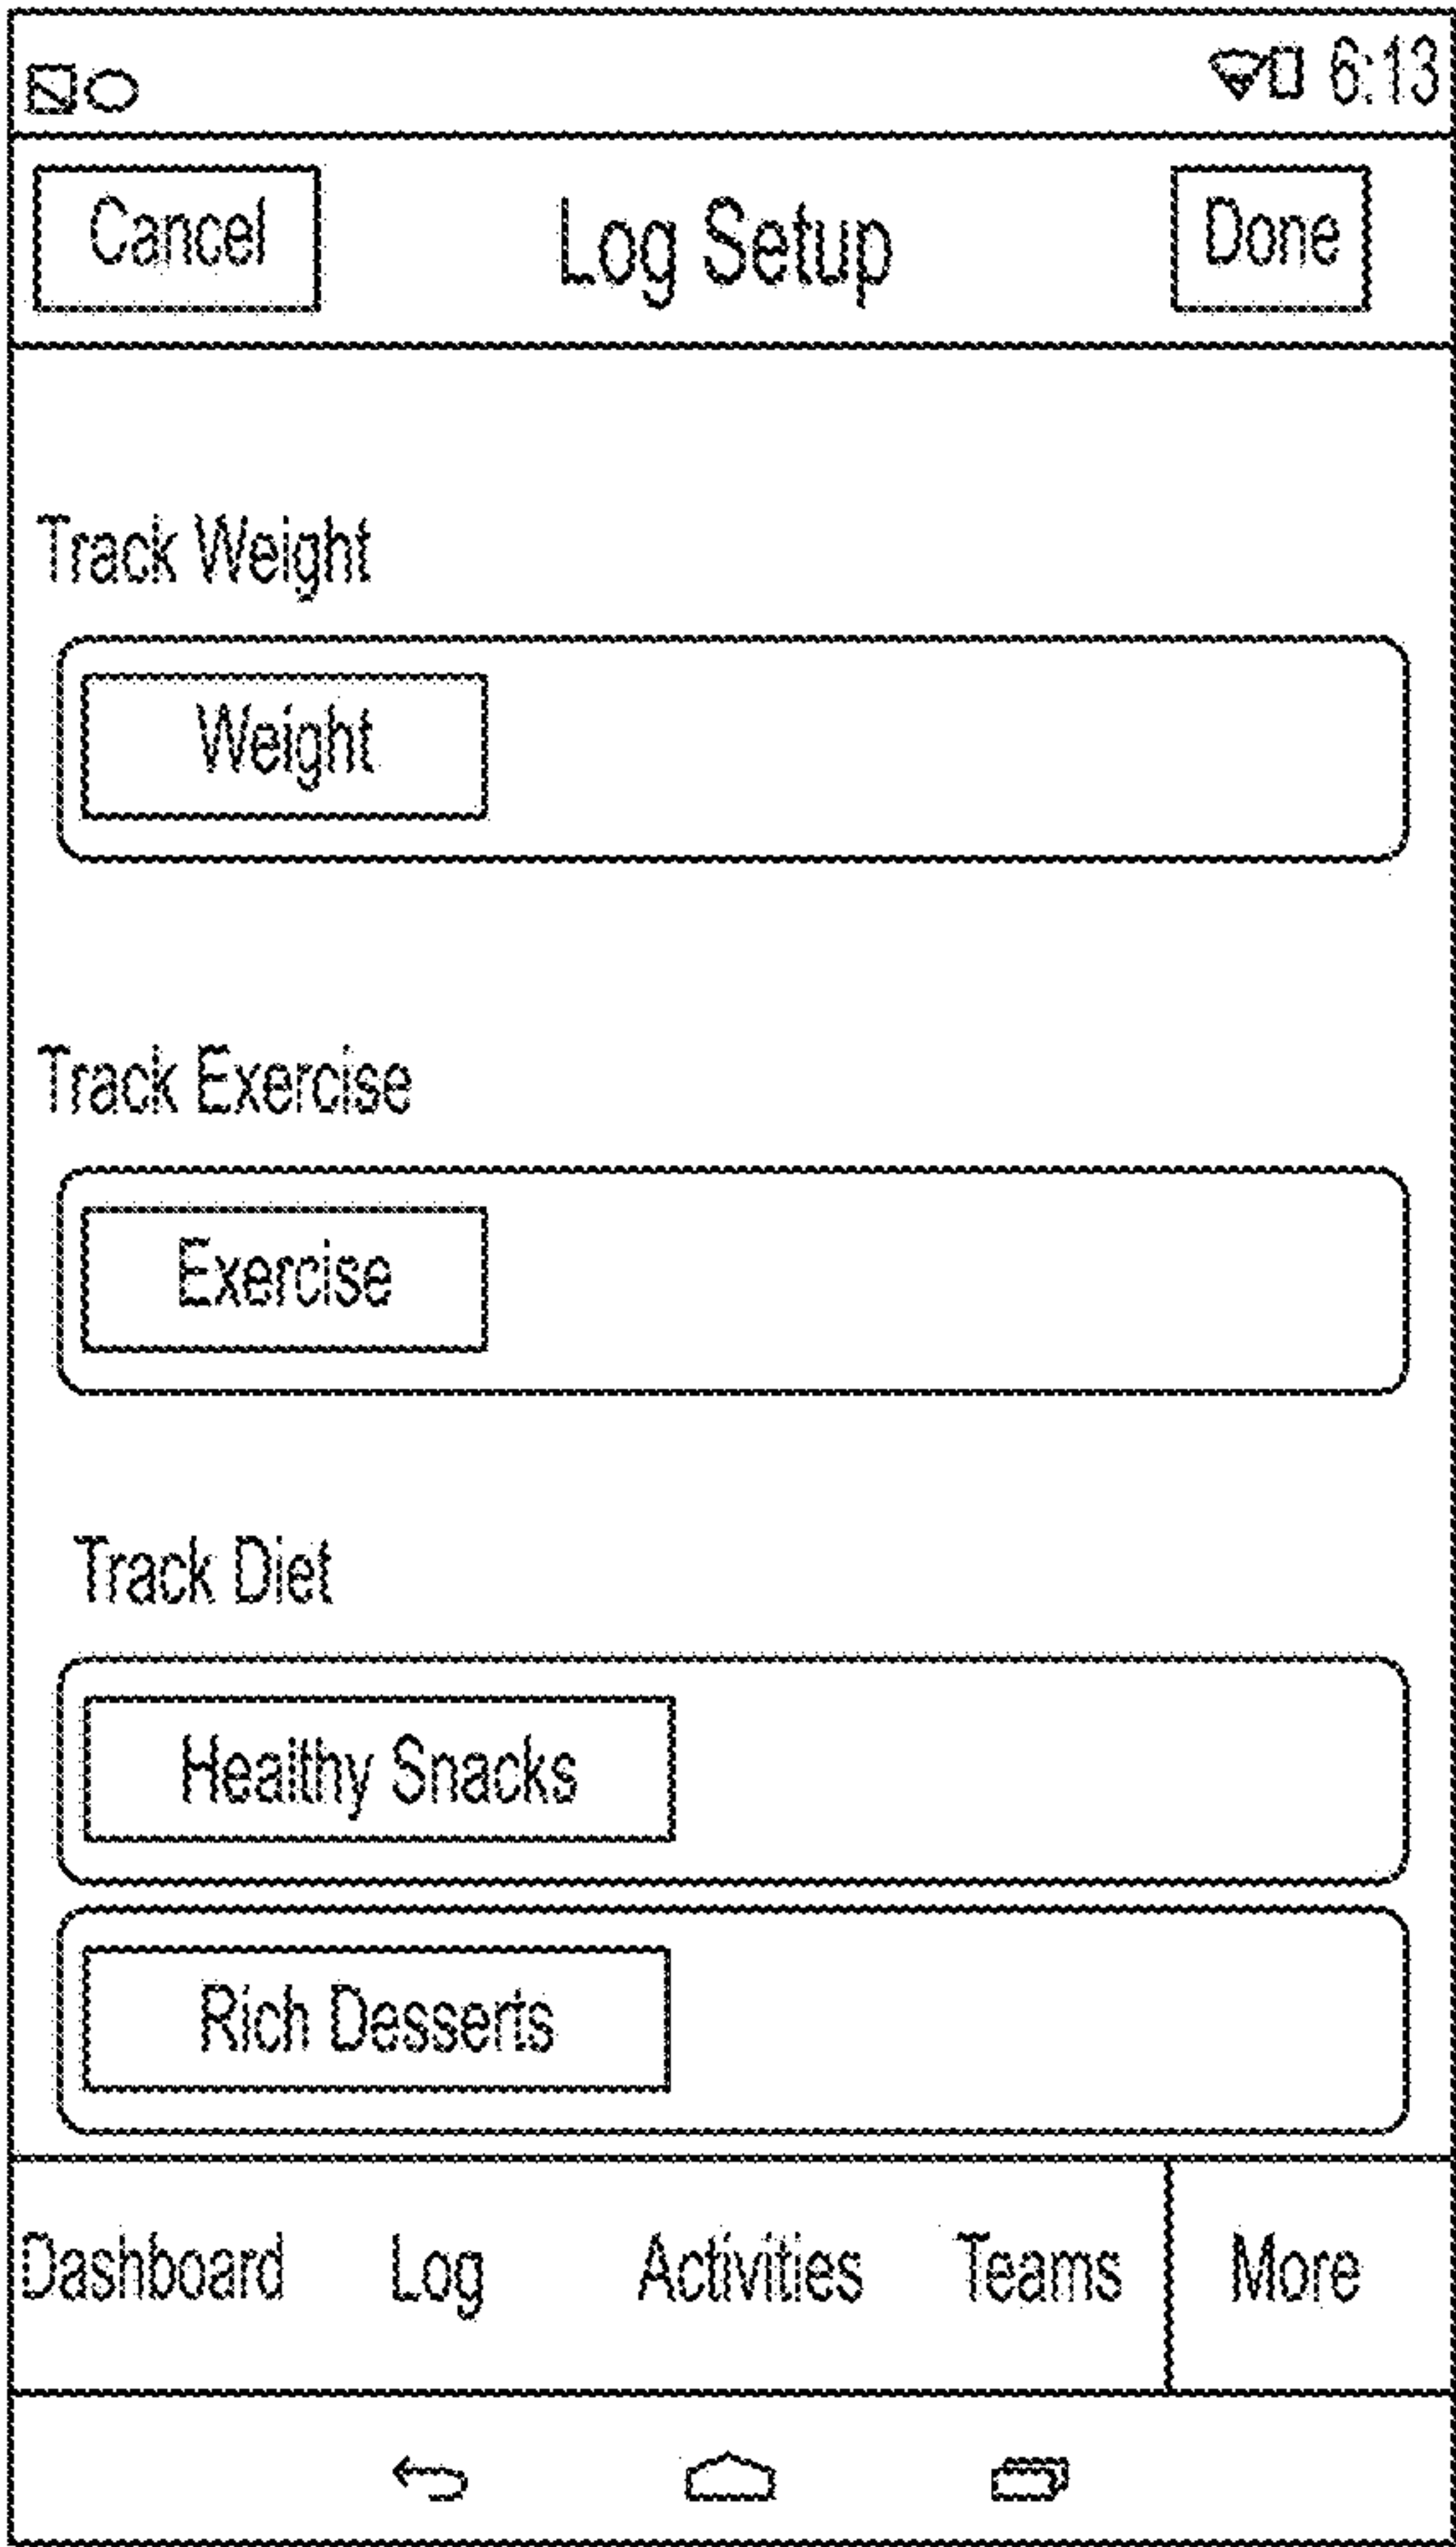 6:13
Cancel Log Setup Done
Track Weight
Weight
Track Exercise
Exercise
Track Diet
Healthy Snacks
Rich Desserts
Dashboard Log Activities Teams More